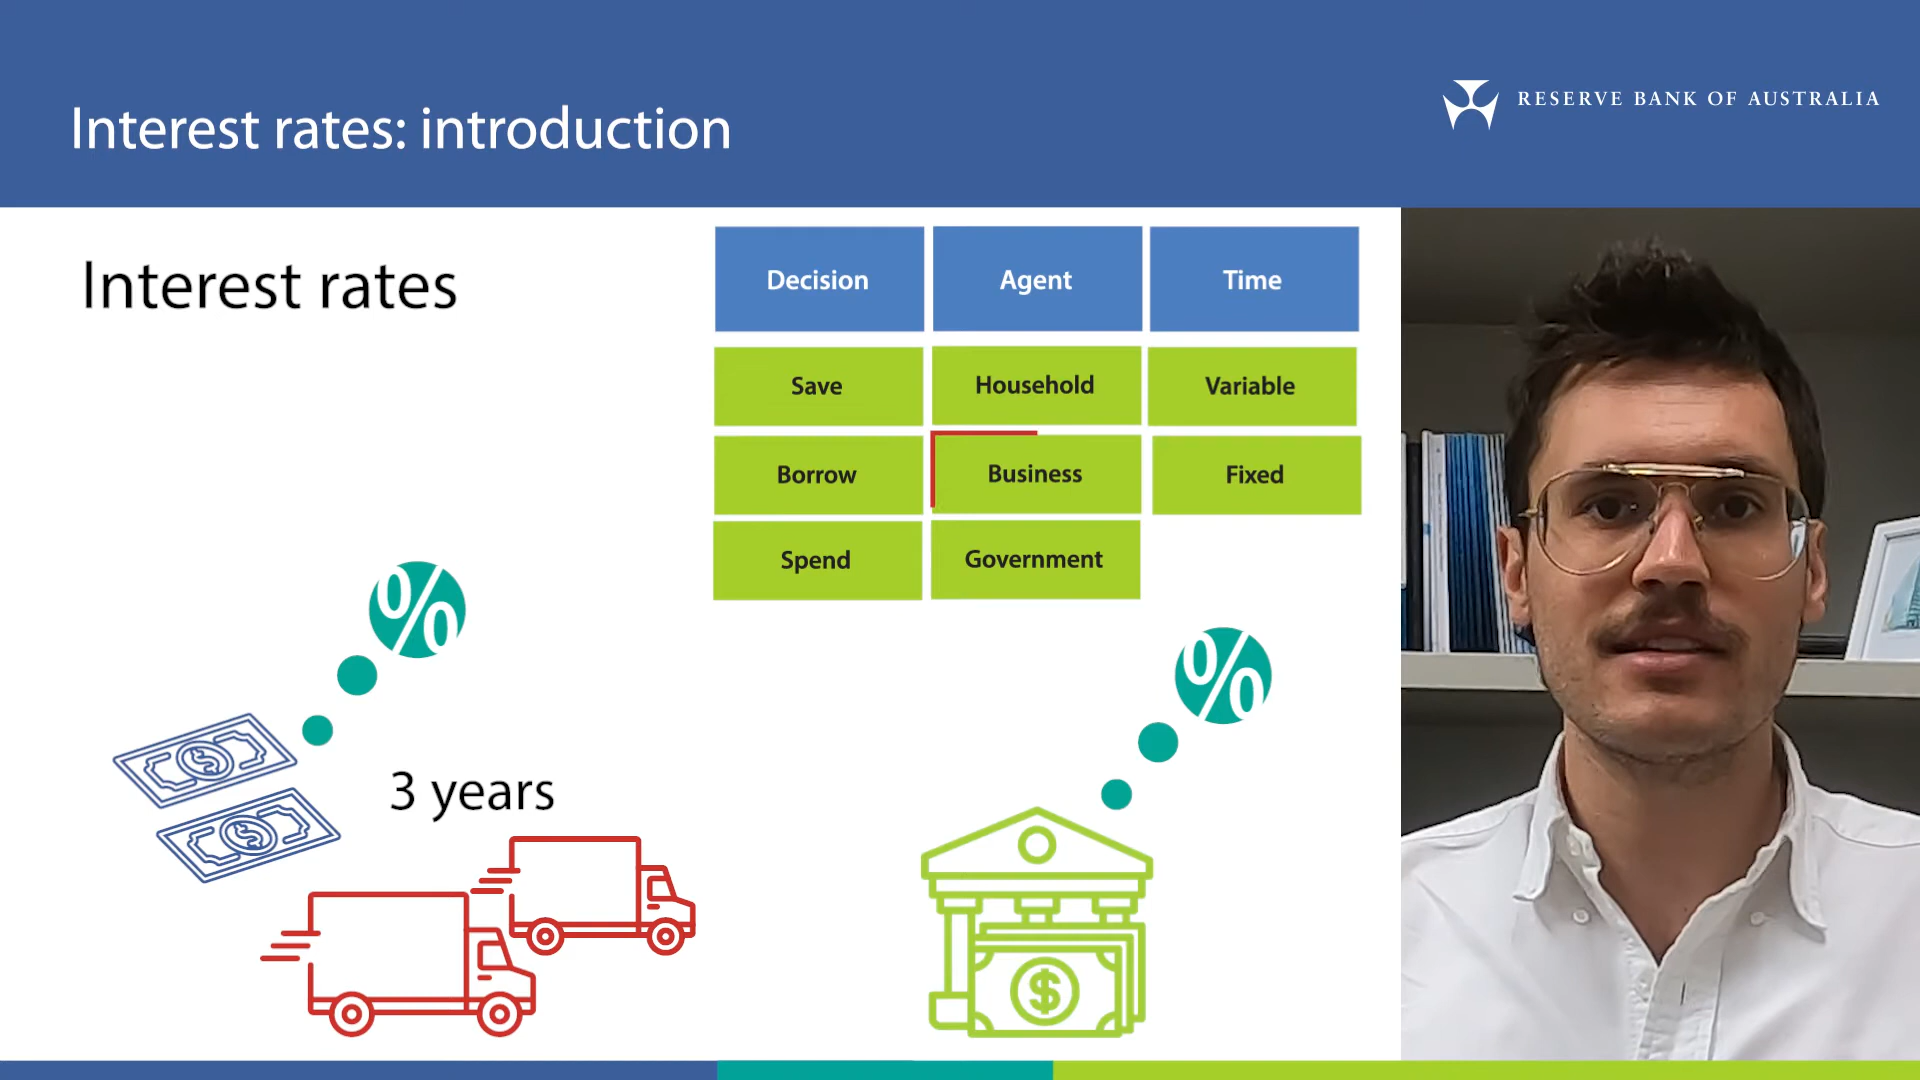 Interest rates: introduction
RESERVE BANK OF AUSTRALIA
Interest rates
Decision Agent Time
Save Household Variable
Borrow Business Fixed
Spend Government
%
%
3 years
$
$
$